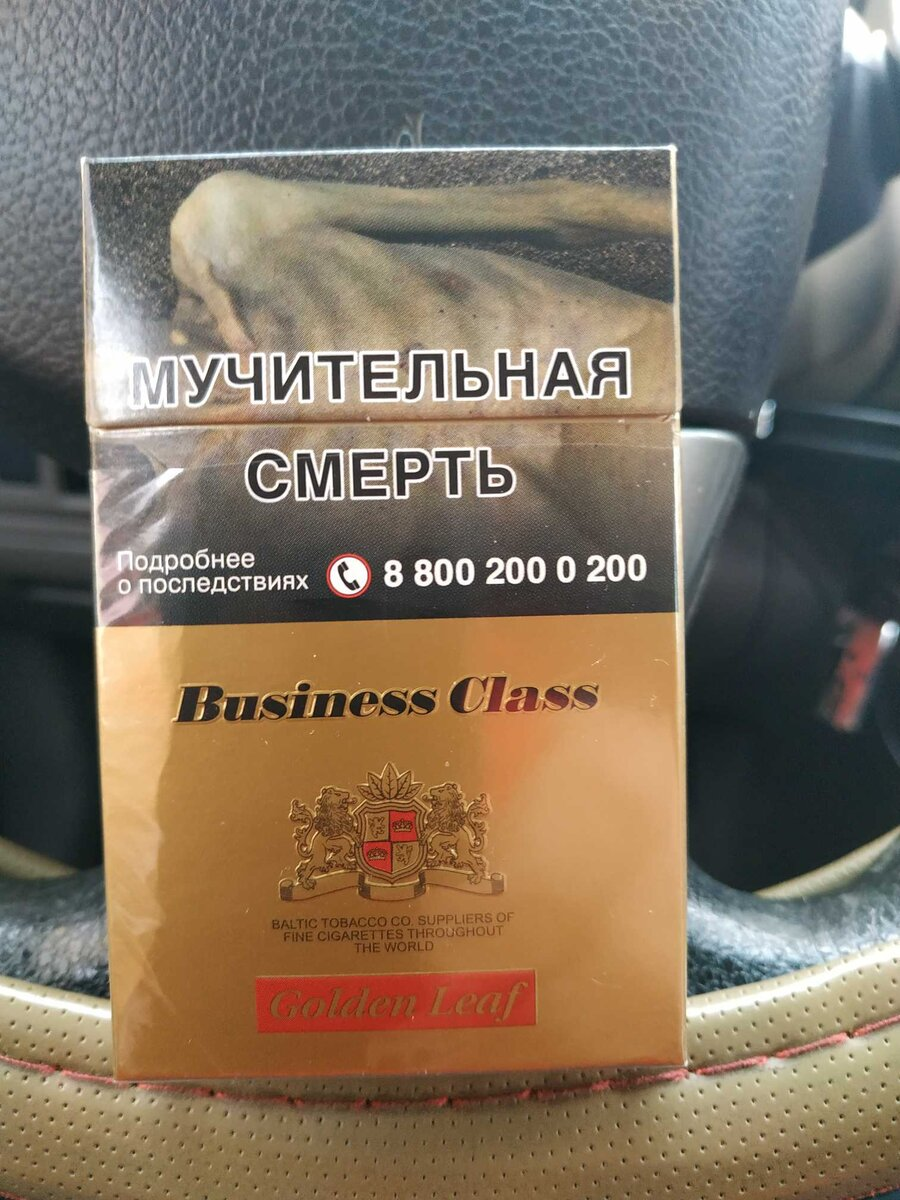 МУЧИТЕЛЬНАЯ
СМЕРТЬ
Подробнее
о последствиях
8 800 200 0 200
Business Class
BALTIC TOBACCO CO. SUPPLIERS OF
FINE CIGARETTES THROUGHOUT
THE WORLD
Golden Leaf